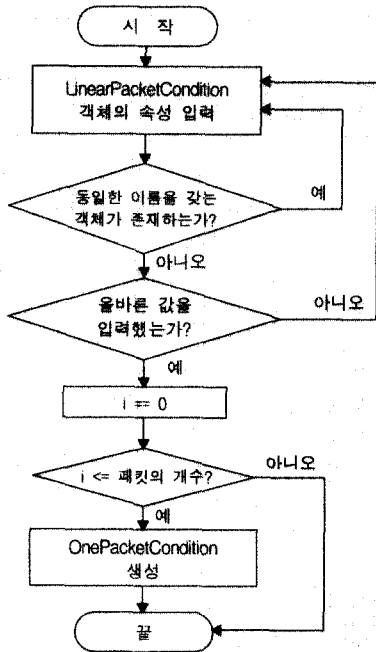 시 작
LinearPacketCondition
객체의 속성 입력
동일한 이름을 갖는
객체가 존재하는가?
예
아니오
올바른 값을
입력했는가?
아니오
예
i == 0
i <= 패킷의 개수?
아니오
예
OnePacketCondition
생성
끝